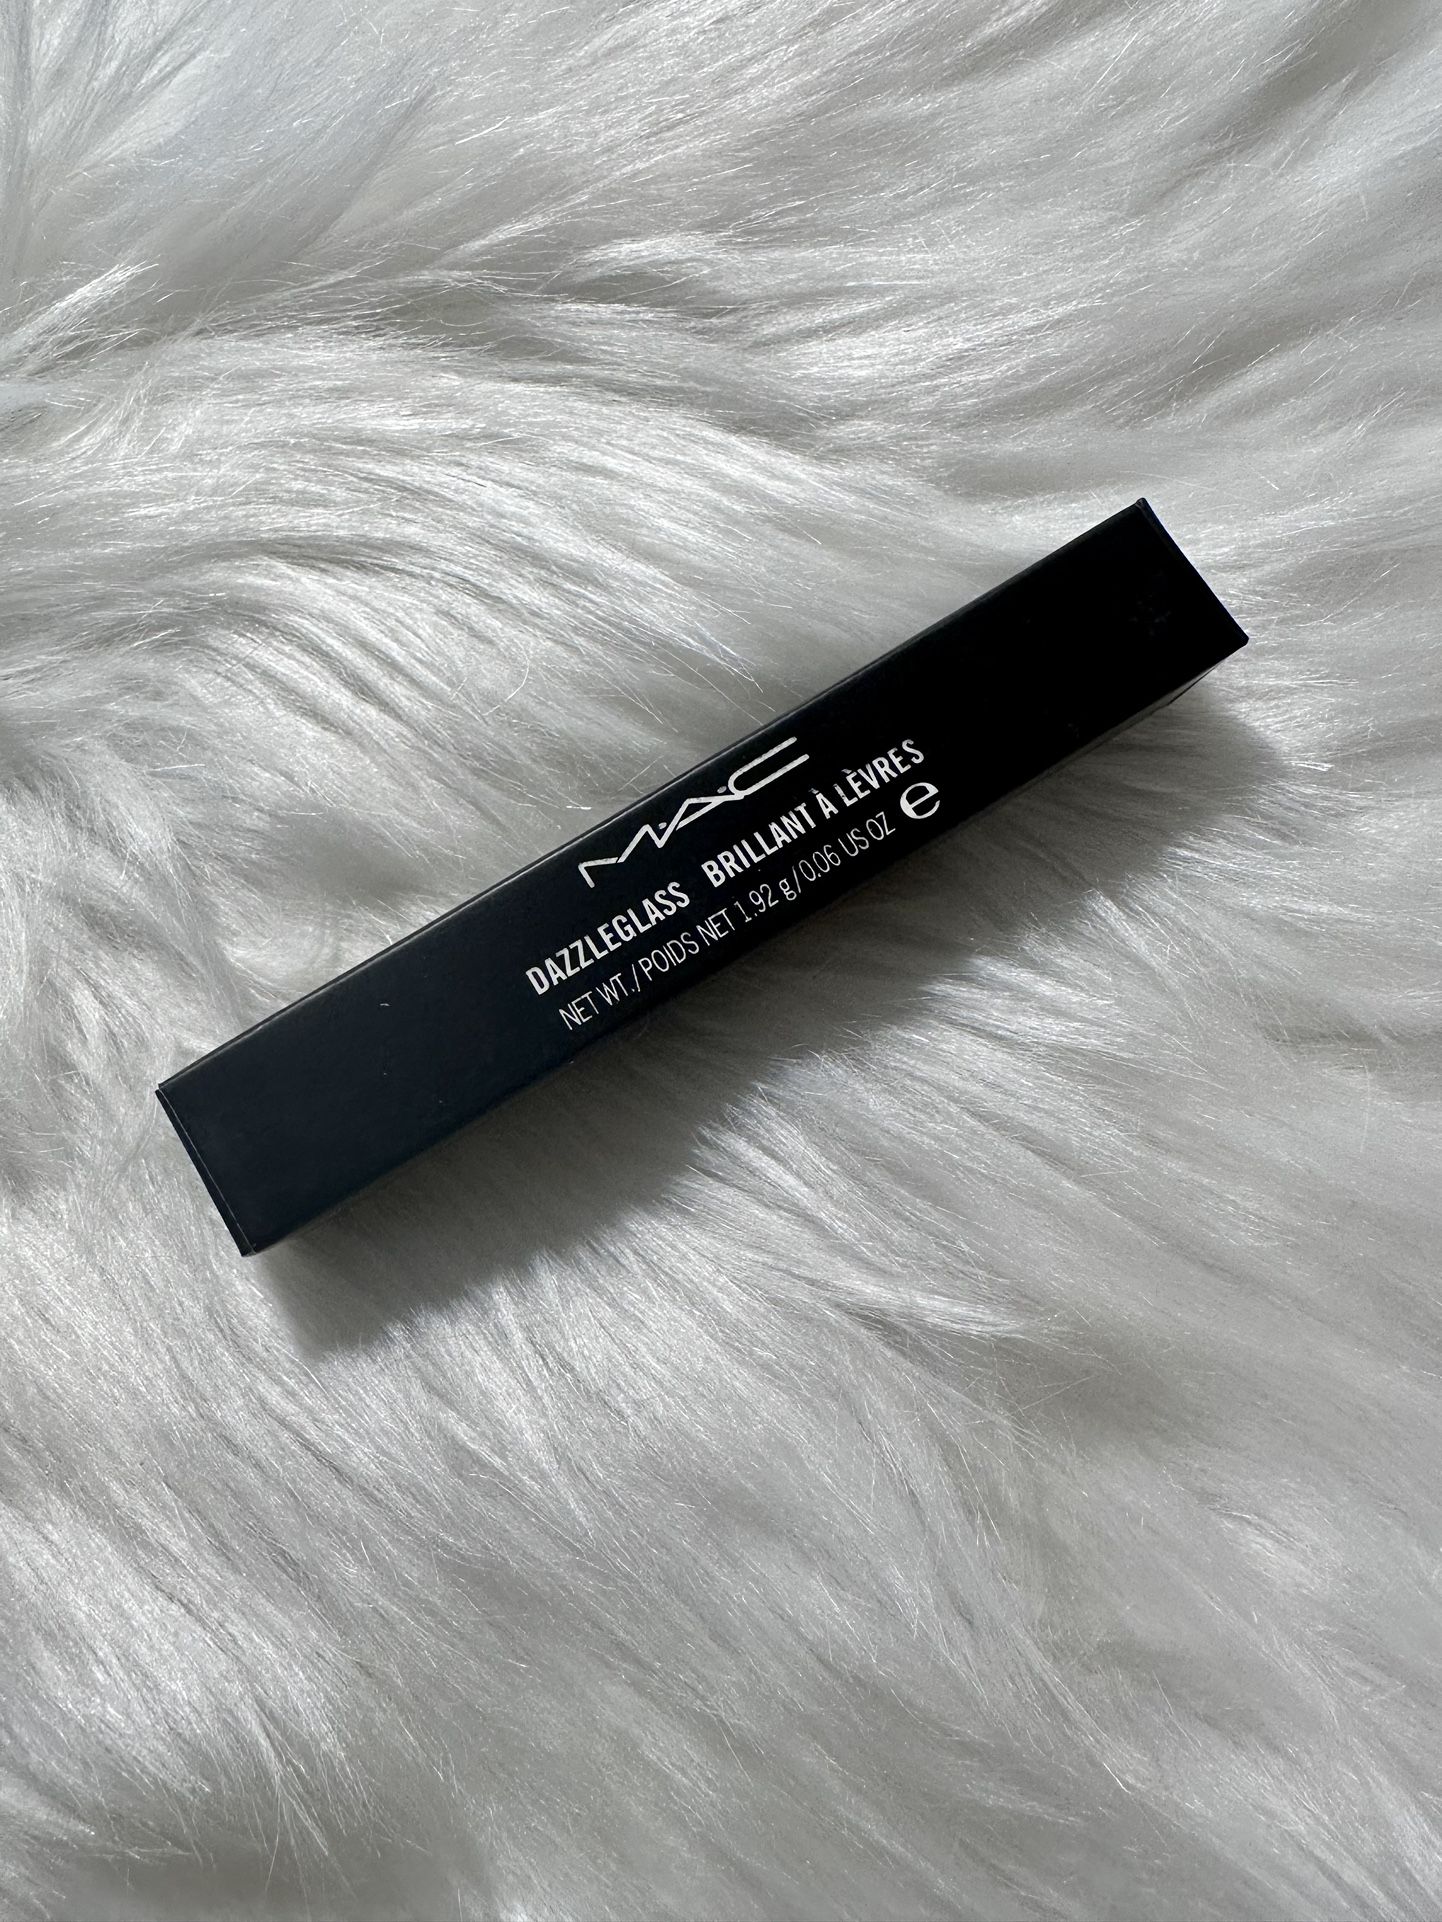 M·A·C
DAZZLEGLASS BRILLANT À LÈVRES
NET WT./POIDS NET 1.92 g/0.06 US OZ e